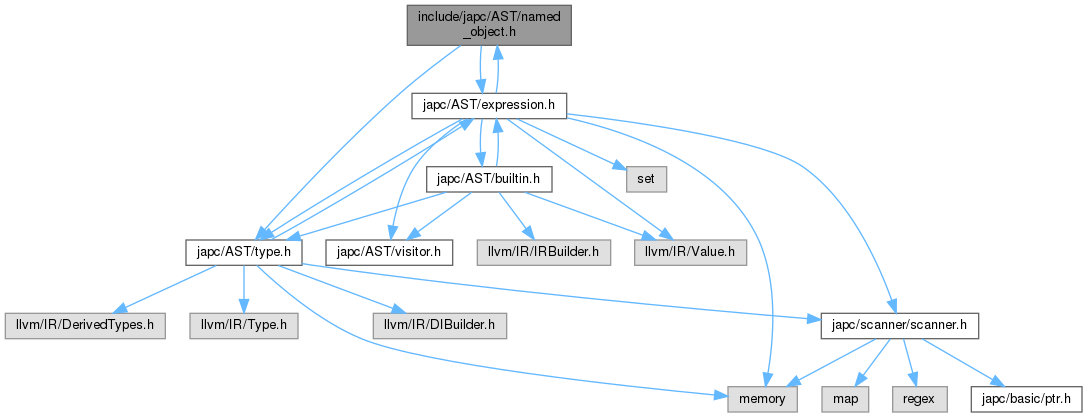 include/japc/AST/named
_object.h
japc/AST/expression.h
japc/AST/builtin.h
set
japc/AST/type.h
japc/AST/visitor.h
llvm/IR/IRBuilder.h
llvm/IR/Value.h
llvm/IR/DerivedTypes.h
llvm/IR/Type.h
llvm/IR/DIBuilder.h
japc/scanner/scanner.h
memory
map
regex
japc/basic/ptr.h